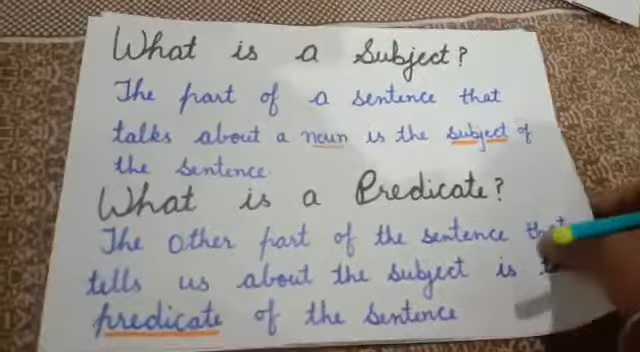 What is a Subject?
The part of a sentence that
talks about a noun is the subject of
the sentence
What is a Predicate?
The other part of the sentence that
tells us about the subject is
predicate of the sentence